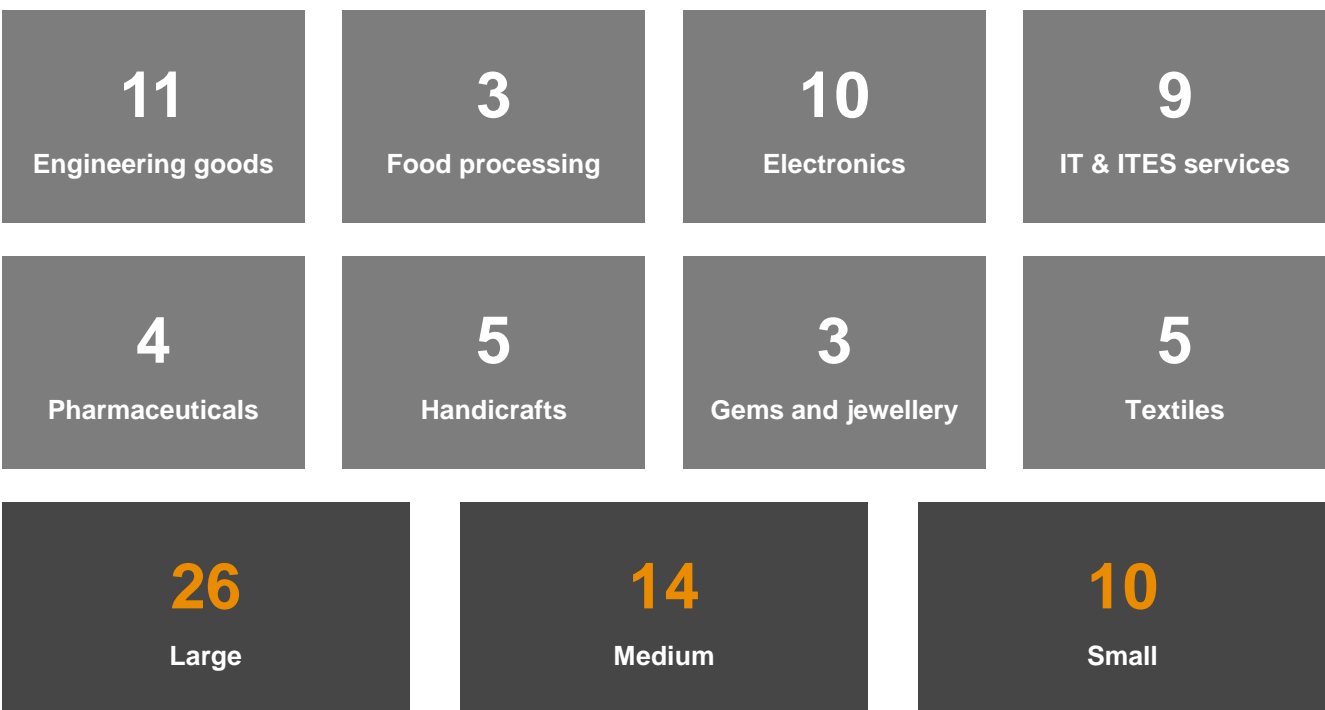 11
Engineering goods
3
Food processing
10
Electronics
9
IT & ITES services
4
Pharmaceuticals
5
Handicrafts
3
Gems and jewellery
5
Textiles
26
Large
14
Medium
10
Small